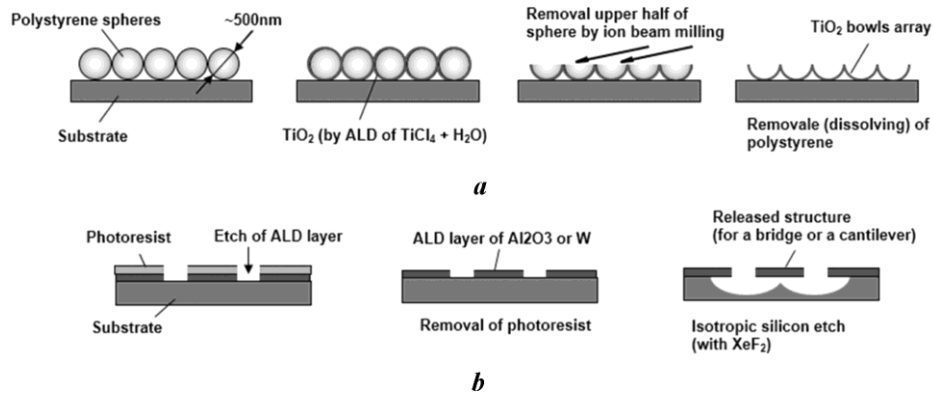 Polystyrene spheres
~500nm
Substrate
TiO₂ (by ALD of TiCl₄ + H₂O)
Removal upper half of
sphere by ion beam milling
TiO₂ bowls array
Removale (dissolving) of
polystyrene
a
Photoresist
Etch of ALD layer
Substrate
ALD layer of Al2O3 or W
Removal of photoresist
Released structure
(for a bridge or a cantilever)
Isotropic silicon etch
(with XeF₂)
b